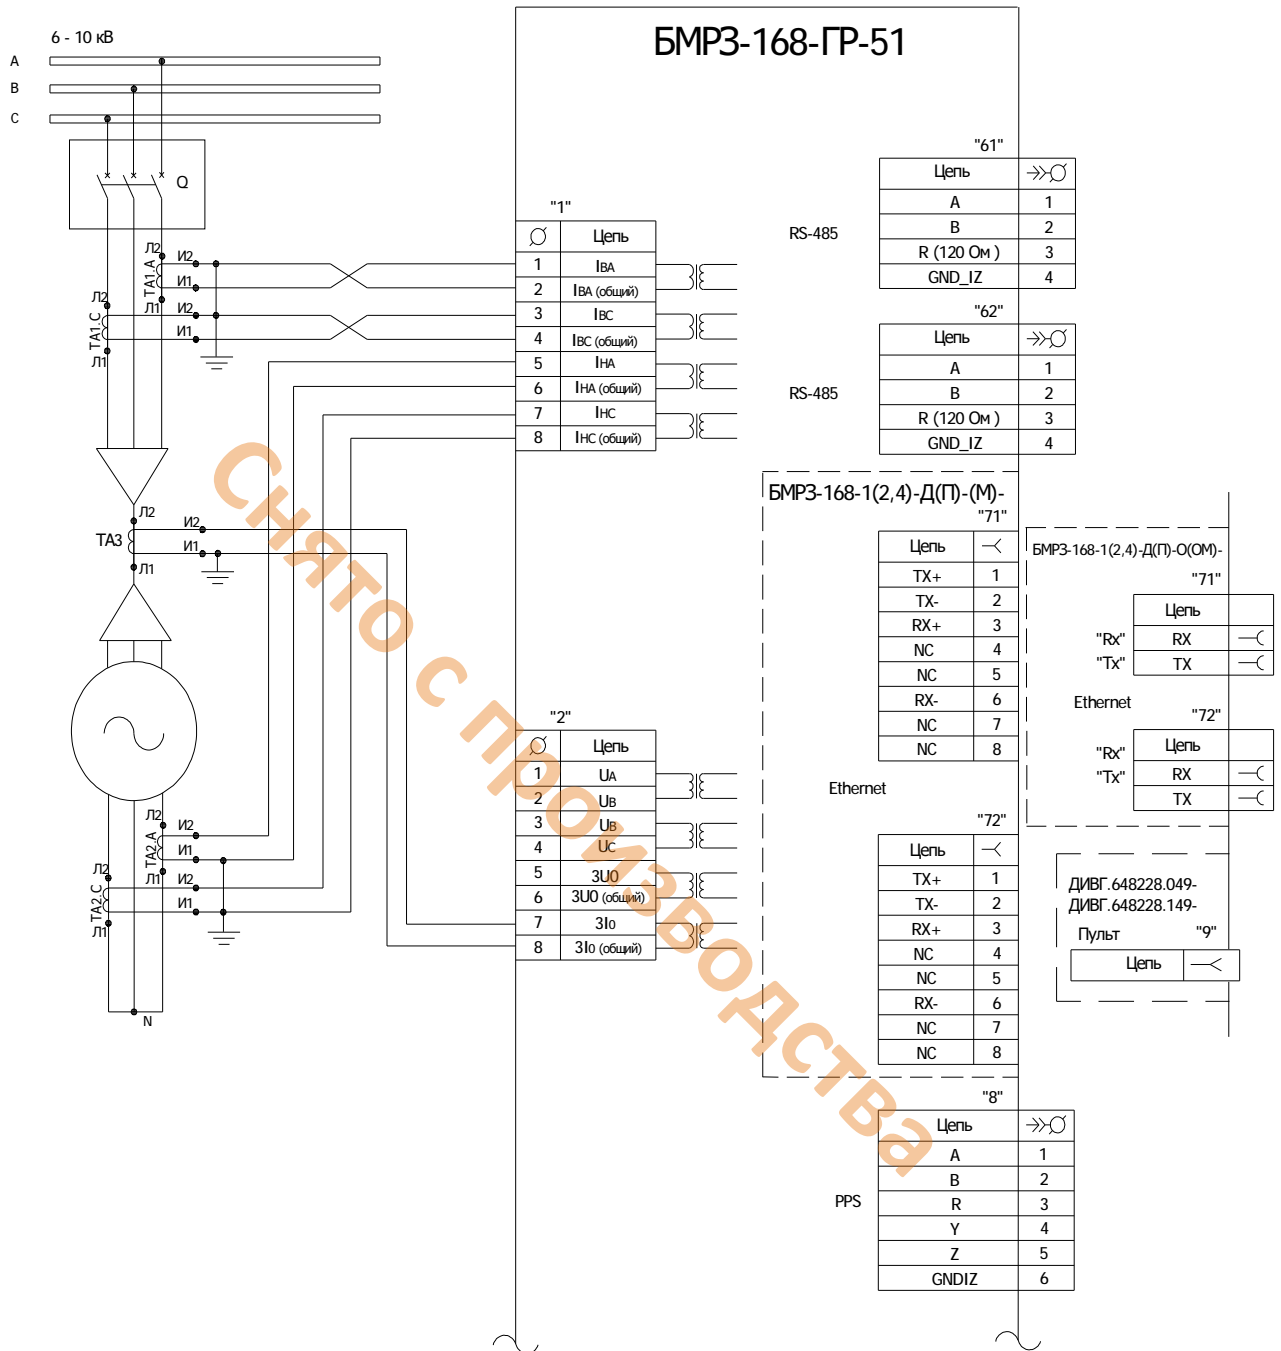 БМРЗ-168-ГР-51
6 - 10 кВ
A
B
C
Q
Л2
TA1.A
Л1
И2
И1
Л2
TA1.C
Л1
И2
И1
"1"
Цепь
1 IВА
2 IВА (общий)
3 IВС
4 IВС (общий)
5 IНА
6 IНА (общий)
7 IНС
8 IНС (общий)
Л2
TA3
Л1
И2
И1
Л2
TA2.A
Л1
И2
И1
Л2
TA2.C
Л1
И2
И1
N
"2"
Цепь
1 UА
2 UВ
3 UВ
4 UС
5 3U0
6 3U0 (общий)
7 3I0
8 3I0 (общий)
"61"
RS-485
Цепь
A 1
B 2
R (120 Ом ) 3
GND_IZ 4
"62"
RS-485
Цепь
A 1
B 2
R (120 Ом ) 3
GND_IZ 4
БМРЗ-168-1(2,4)-Д(П)-(М)-
"71"
Цепь
TX+ 1
TX- 2
RX+ 3
NC 4
NC 5
RX- 6
NC 7
NC 8
Ethernet
"72"
Цепь
TX+ 1
TX- 2
RX+ 3
NC 4
NC 5
RX- 6
NC 7
NC 8
БМРЗ-168-1(2,4)-Д(П)-О(ОМ)-
"71"
Цепь
"Rx" RX
"Tx" TX
Ethernet
"72"
Цепь
"Rx" RX
"Tx" TX
ДИВГ.648228.049-
ДИВГ.648228.149-
Пульт "9"
Цепь
"8"
PPS
Цепь
A 1
B 2
R 3
Y 4
Z 5
GNDIZ 6
Снято с производства